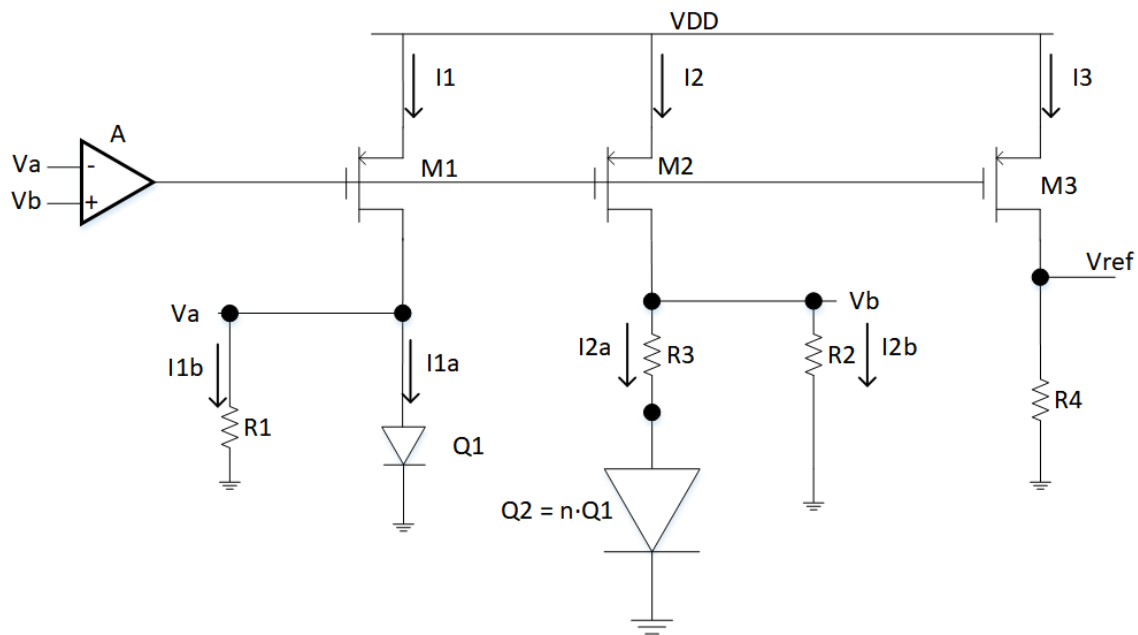 VDD
I1
I2
I3
A
Va
-
Vb
+
M1
M2
M3
Vref
Va
Vb
I1b
I1a
I2a
R3
R2
I2b
R1
Q1
R4
Q2 = n·Q1